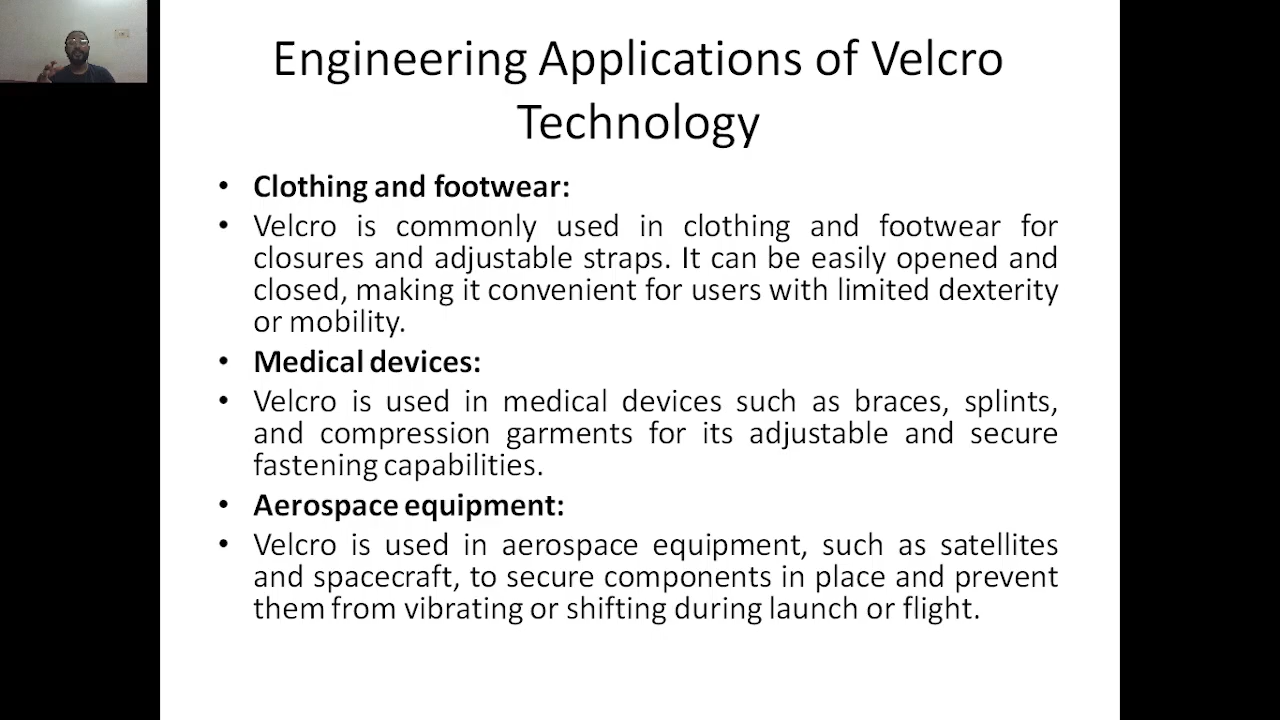 Engineering Applications of Velcro
Technology
• Clothing and footwear:
• Velcro is commonly used in clothing and footwear for
closures and adjustable straps. It can be easily opened and
closed, making it convenient for users with limited dexterity
or mobility.
• Medical devices:
• Velcro is used in medical devices such as braces, splints,
and compression garments for its adjustable and secure
fastening capabilities.
• Aerospace equipment:
• Velcro is used in aerospace equipment, such as satellites
and spacecraft, to secure components in place and prevent
them from vibrating or shifting during launch or flight.